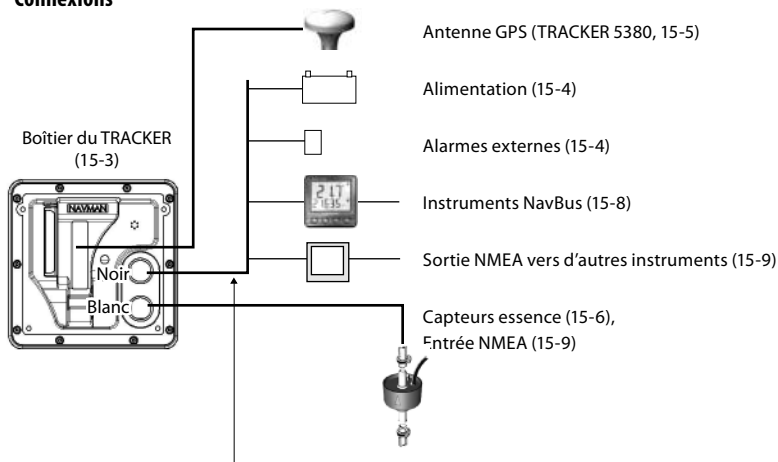 Connexions
Antenne GPS (TRACKER 5380, 15-5)
Alimentation (15-4)
Boîtier du TRACKER
(15-3)
Alarmes externes (15-4)
NAVMAN
Instruments NavBus (15-8)
Noir
Sortie NMEA vers d’autres instruments (15-9)
Blanc
Capteurs essence (15-6),
Entrée NMEA (15-9)